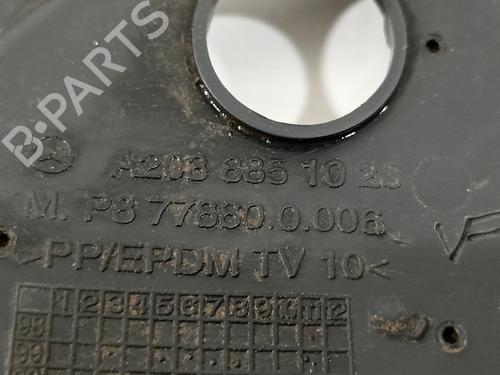 B-PARTS
A203 885 10 23
M. P8 77880.0.006
>PP/EPDM TV 10<
1 2 3 4 5 6 7 8 9 10 11 12
98
99